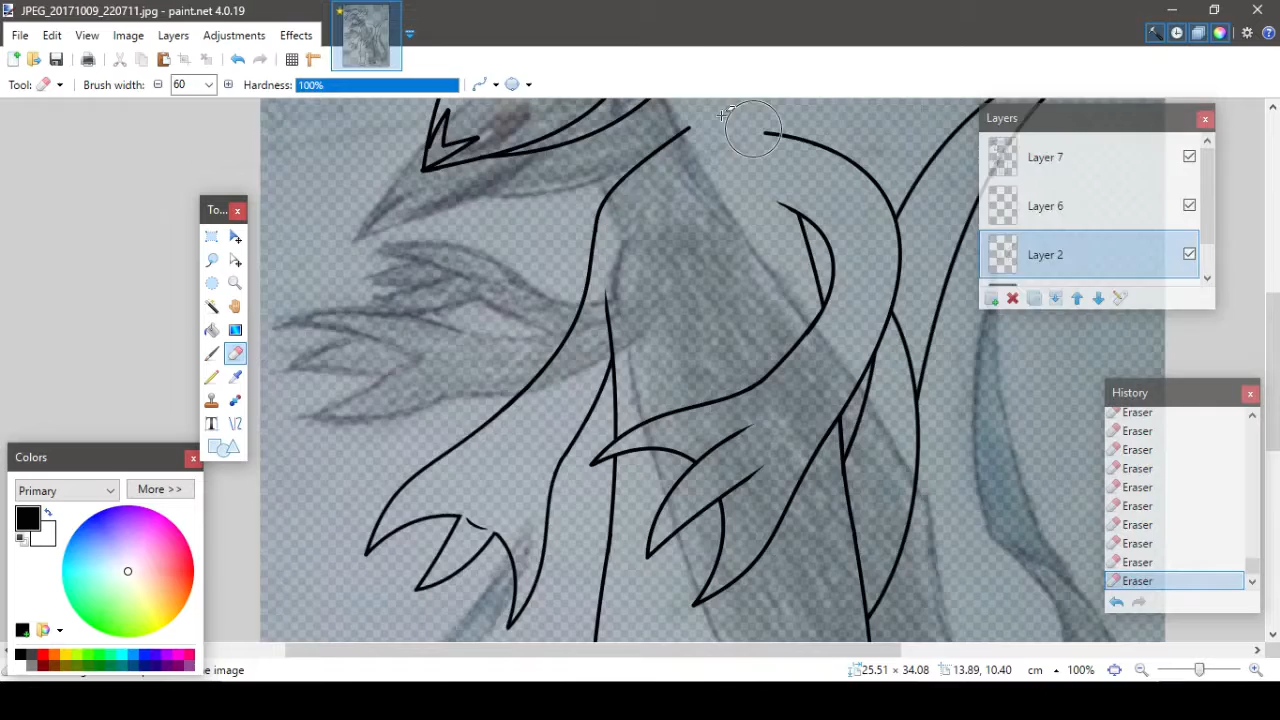 JPEG_20171009_220711.jpg - paint.net 4.0.19
File Edit View Image Layers Adjustments Effects
Tool: Brush width: 60 Hardness: 100%
Layers
Layer 7
Layer 6
Layer 2
To...
History
Eraser
Eraser
Eraser
Eraser
Eraser
Eraser
Eraser
Eraser
Eraser
Eraser
Colors
Primary More >>
e image 25.51 × 34.08 13.89, 10.40 cm 100%